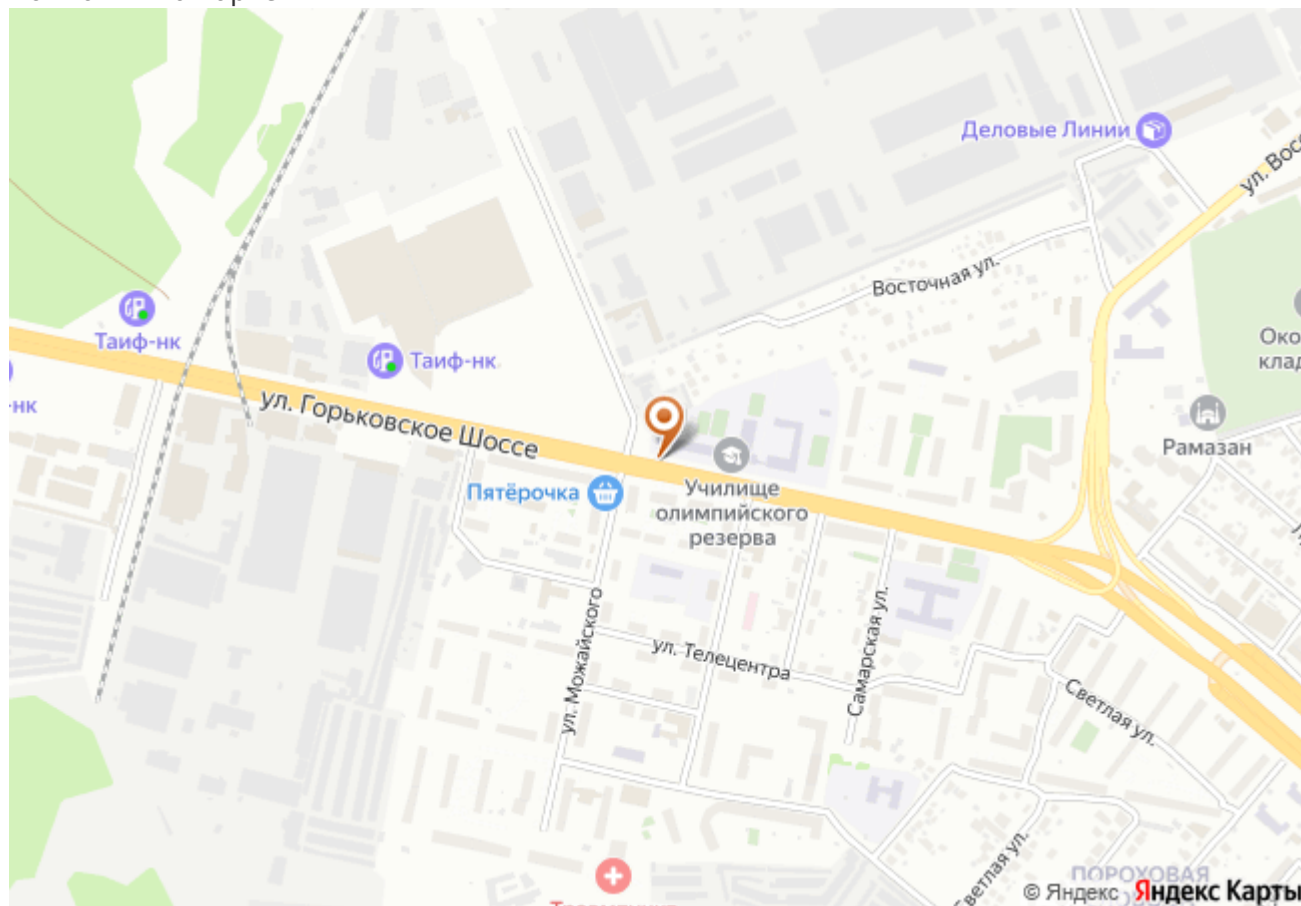 Деловые Линии
ул. Восс
Восточная ул.
Таиф-нк
Таиф-нк
-нк
Око
клад
ул. Горьковское Шоссе
Рамазан
Пятёрочка
Училище
олимпийского
резерва
ул. Можайского
ул. Телецентра
Самарская ул.
Светлая ул.
Светлая ул.
ПОРОХОВАЯ
© Яндекс Яндекс Карты